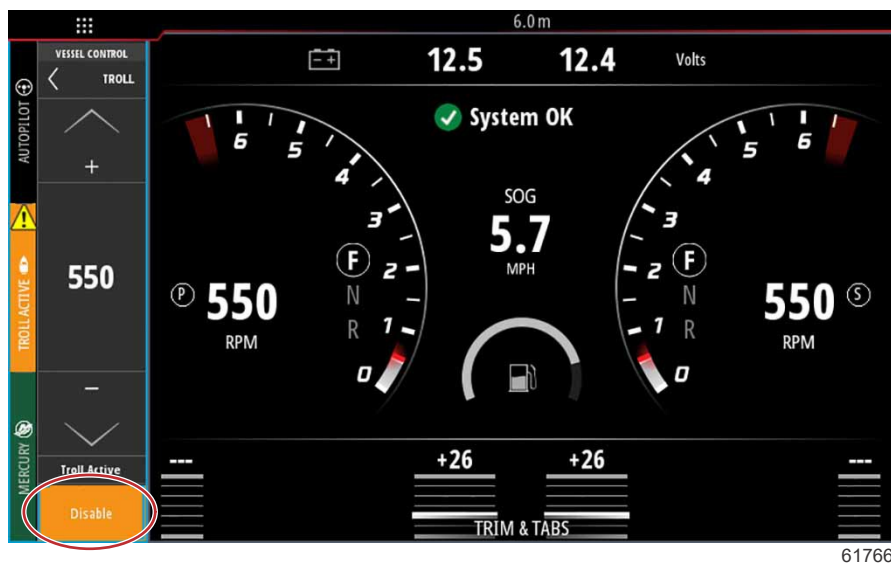 6.0 m
VESSEL CONTROL
TROLL
12.5 12.4 Volts
System OK
AUTOPILOT
+
6 5 4 3 2 1 0
6 5 4 3 2 1 0
SOG
5.7
MPH
TROLL ACTIVE
550
P 550 RPM
F N R
F N R
550 S RPM
−
MERCURY
Troll Active
Disable
--- +26 +26 ---
TRIM & TABS
61766